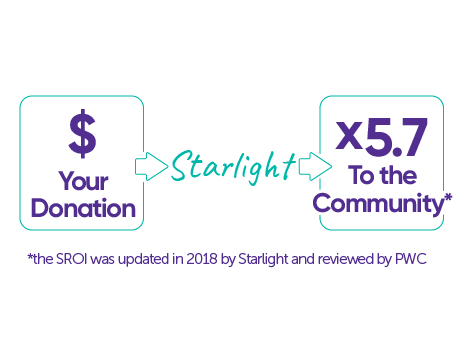 $
Your
Donation
Starlight
x5.7
To the
Community*
*the SROI was updated in 2018 by Starlight and reviewed by PWC